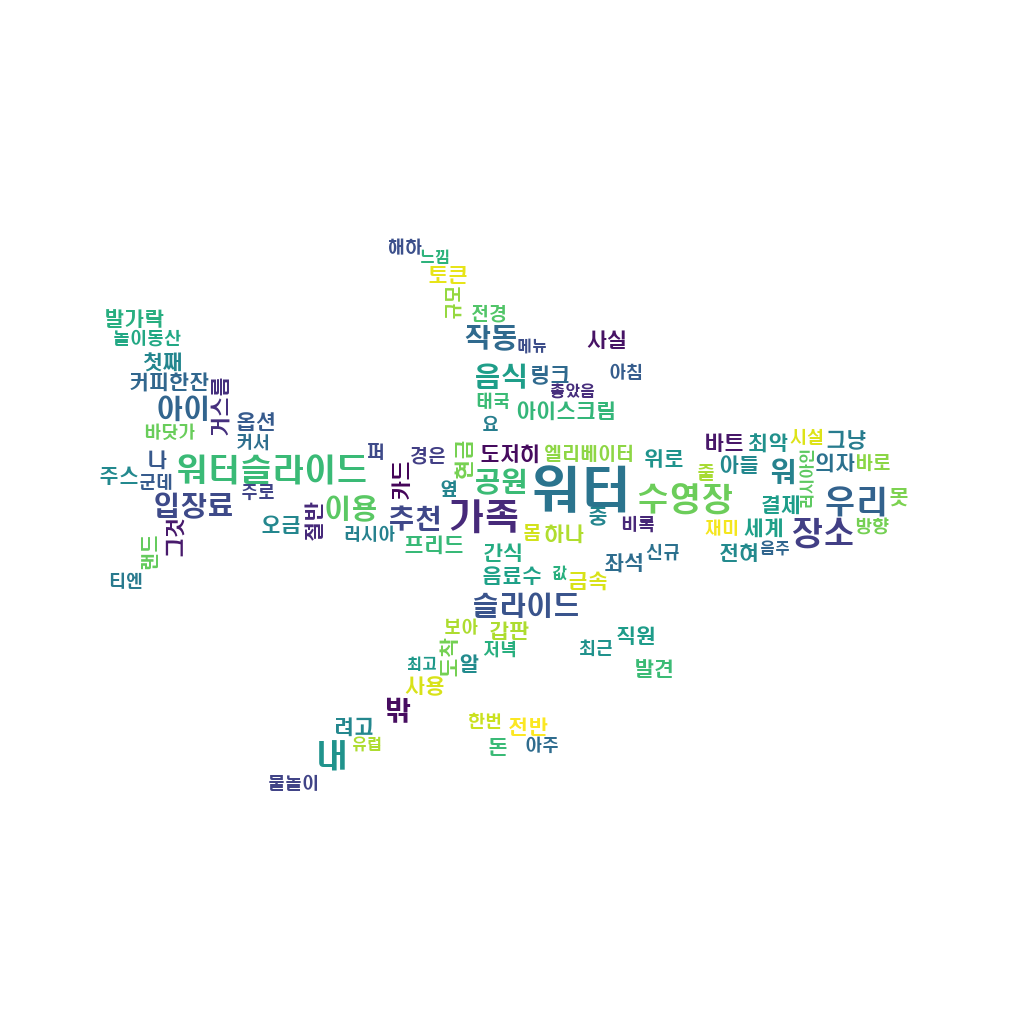 해하
느낌
토큰
규모
전경
발가락
놀이동산
작동
메뉴
사실
첫째
커피한잔
거스름
음식
링크
아침
좋았음
아이
태국
아이스크림
옵션
요
바닷가
커서
퍼
경은
현금
도저히
엘리베이터
바트
최악
시설
그냥
나
위로
줄
아들
워
의자
바로
주스
군데
워터슬라이드
카드
옆
공원
워터
수영장
러시아인
주로
입장료
절반
이용
추천
가족
중
결제
우리
못
오금
러시아
몸
하나
비록
재미
세계
장소
방향
그것
랜드
프리드
간식
좌석
신규
전혀
음주
티엔
음료수
값
금속
슬라이드
보아
갑판
직원
도착
저녁
최근
최고
알
발견
사용
밖
려고
한번
전반
내
유럽
돈
아주
물놀이